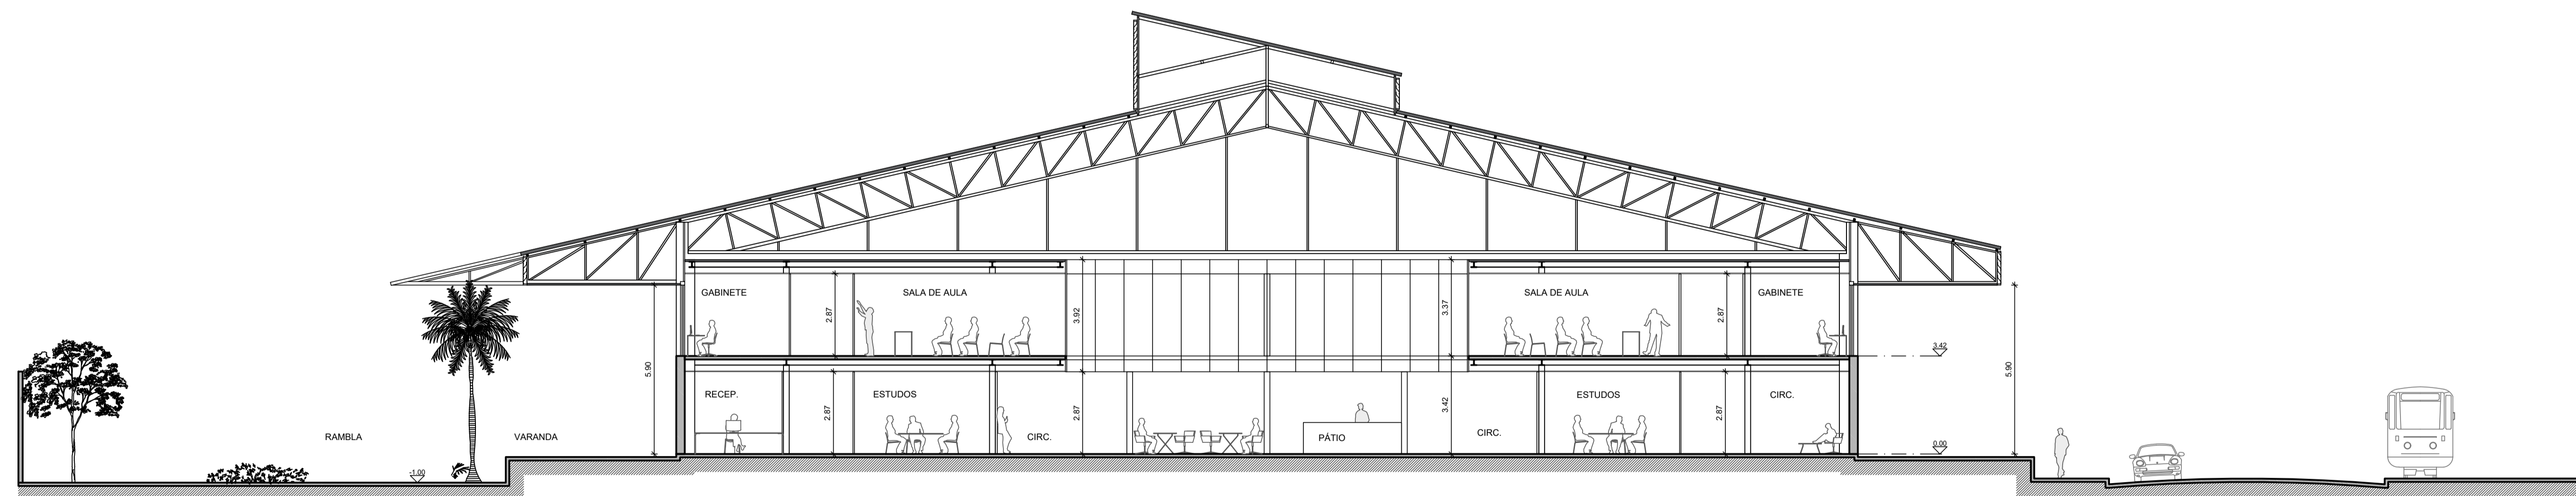 GABINETE
SALA DE AULA
SALA DE AULA
GABINETE
2.87
3.92
3.37
2.87
3.42
5.90
5.90
RECEP.
ESTUDOS
ESTUDOS
CIRC.
2.87
2.87
3.42
2.87
RAMBLA
VARANDA
CIRC.
PÁTIO
CIRC.
0.00
-1.00